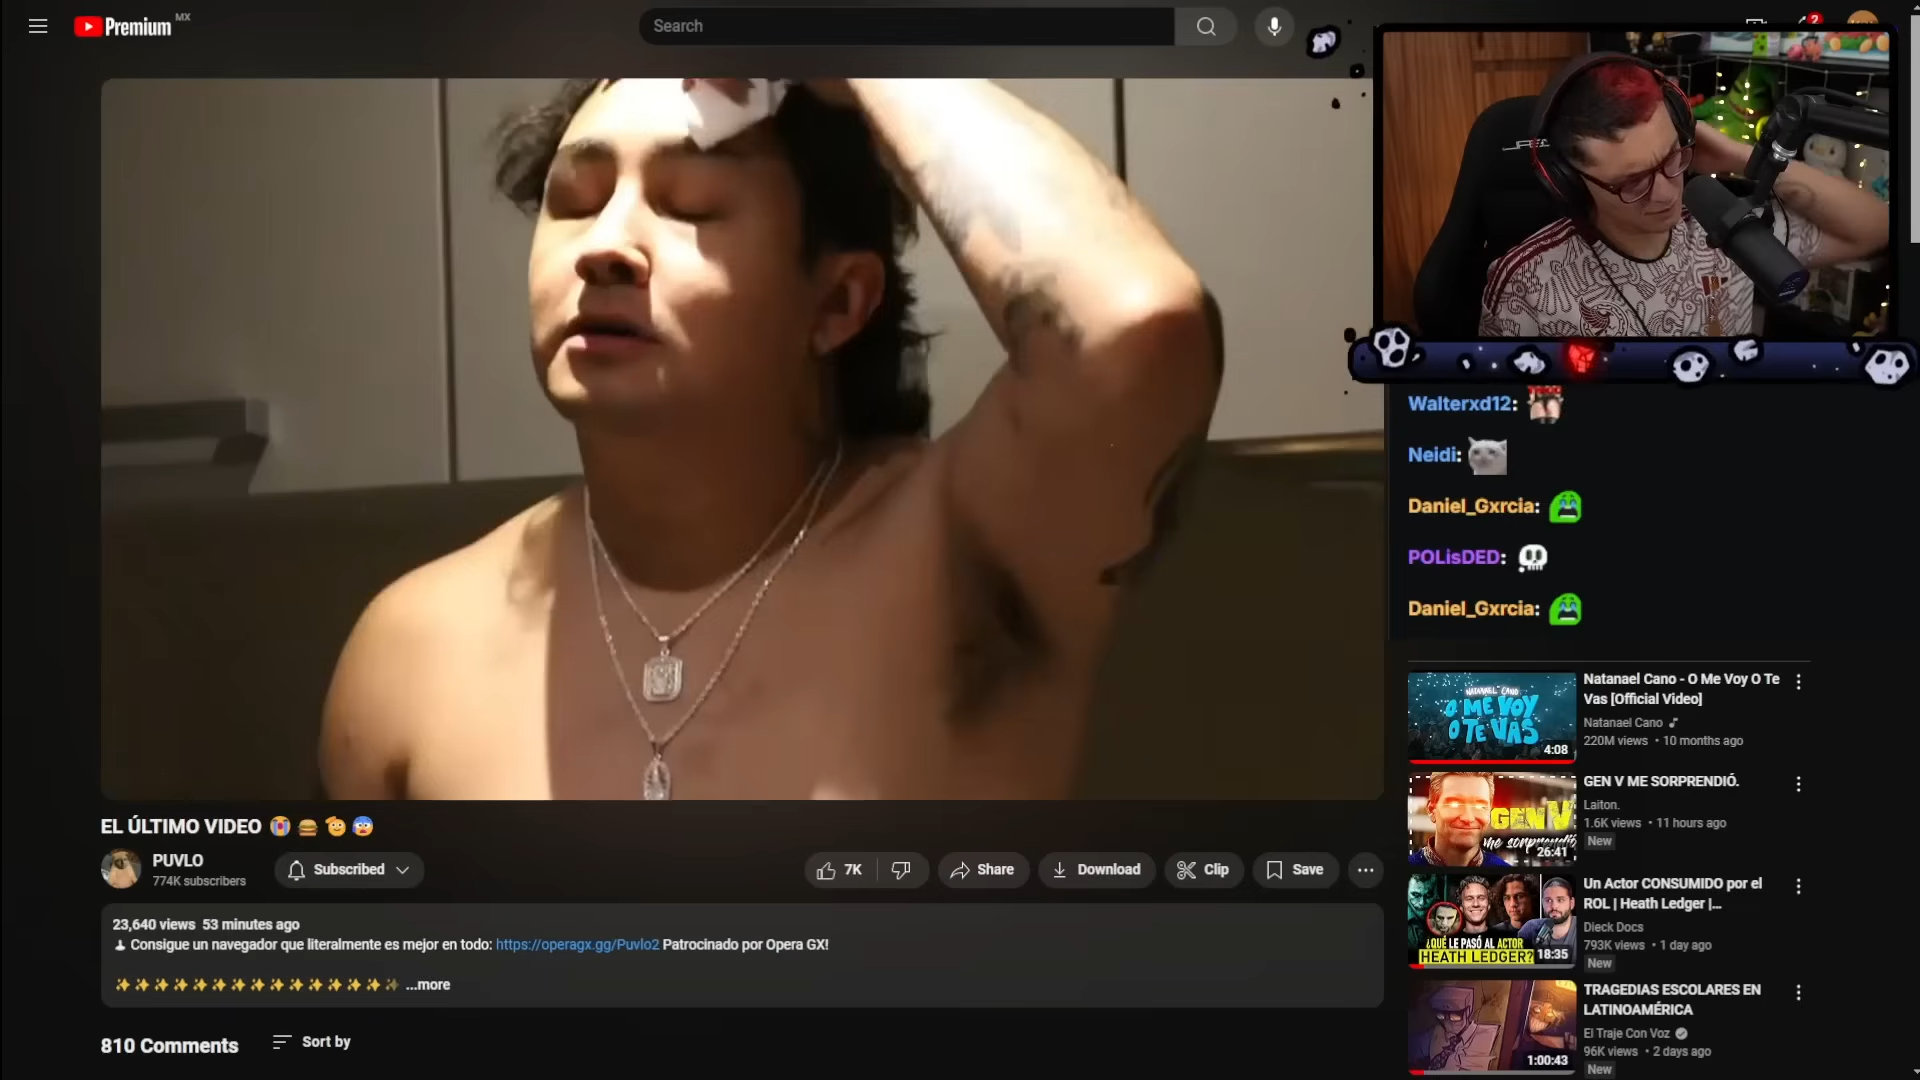 Premium MX
Search
2
Walterxd12:
Neidi:
Daniel_Gxrcia:
POLisDED:
Daniel_Gxrcia:
NATANAEL CANO
O ME VOY
O TE VAS
4:08
Natanael Cano - O Me Voy O Te
Vas [Official Video]
Natanael Cano
220M views • 10 months ago
GEN V
me sorprendió
26:41
GEN V ME SORPRENDIÓ.
Laiton.
1.6K views • 11 hours ago
New
¿QUÉ LE PASÓ AL ACTOR
HEATH LEDGER?
18:35
Un Actor CONSUMIDO por el
ROL | Heath Ledger |...
Dieck Docs
793K views • 1 day ago
New
1:00:43
TRAGEDIAS ESCOLARES EN
LATINOAMÉRICA
El Traje Con Voz
96K views • 2 days ago
New
EL ÚLTIMO VIDEO 😭 🍔 🫡 😱
PUVLO
774K subscribers
Subscribed
7K
Share
Download
Clip
Save
23,640 views 53 minutes ago
Consigue un navegador que literalmente es mejor en todo: https://operagx.gg/Puvlo2 Patrocinado por Opera GX!
...more
810 Comments
Sort by